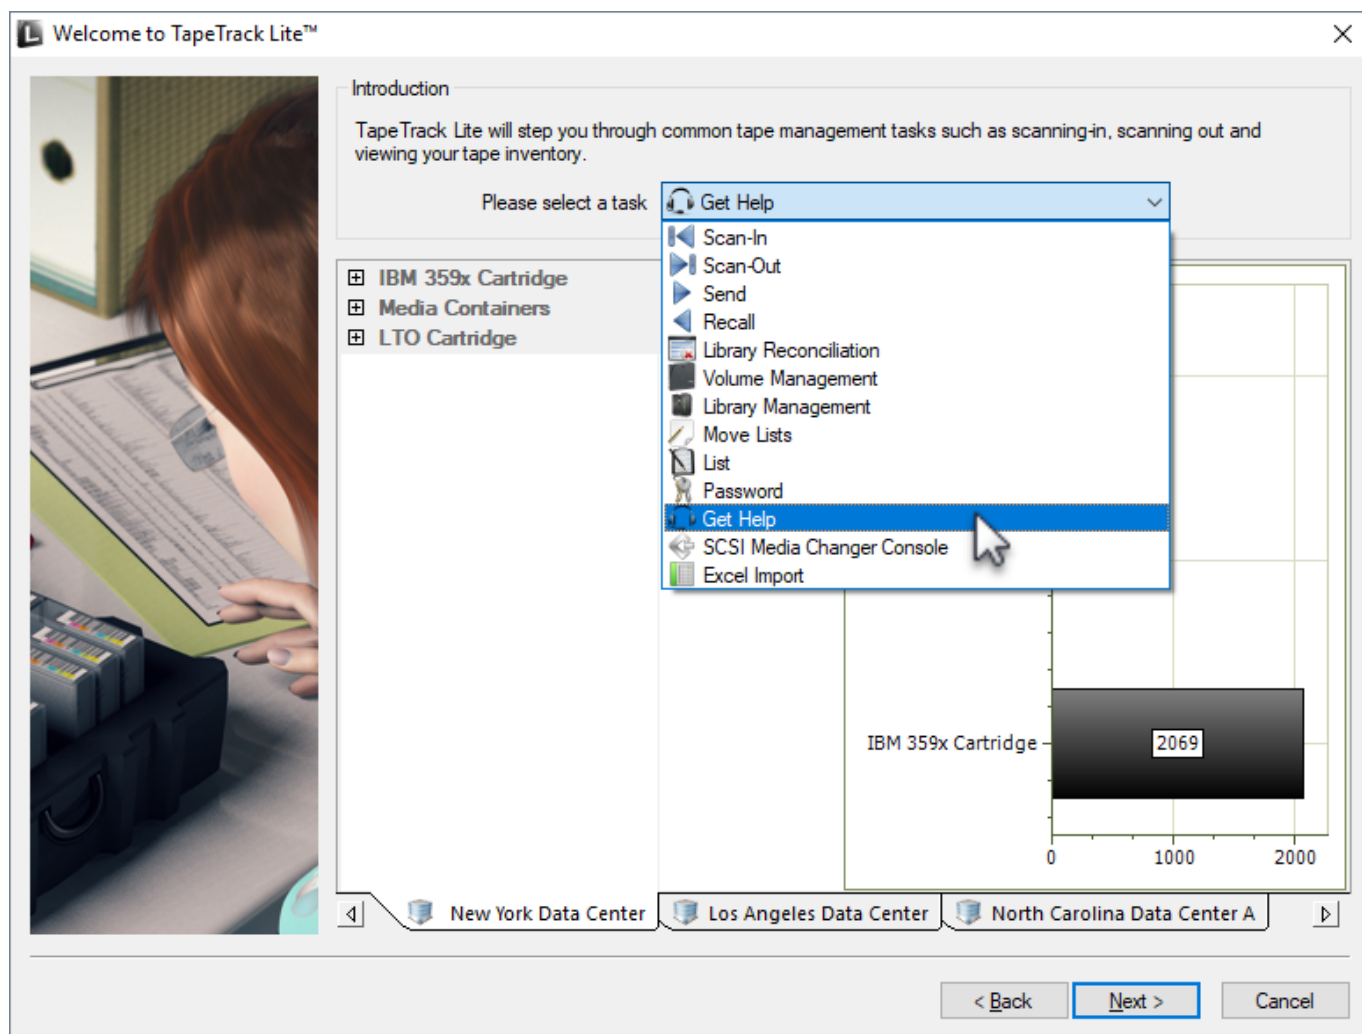 Welcome to TapeTrack Lite™
Introduction
TapeTrack Lite will step you through common tape management tasks such as scanning-in, scanning out and
viewing your tape inventory.
Please select a task
Get Help
Scan-In
Scan-Out
Send
Recall
Library Reconciliation
Volume Management
Library Management
Move Lists
List
Password
Get Help
SCSI Media Changer Console
Excel Import
IBM 359x Cartridge
Media Containers
LTO Cartridge
IBM 359x Cartridge
2069
0 1000 2000
New York Data Center
Los Angeles Data Center
North Carolina Data Center A
< Back
Next >
Cancel